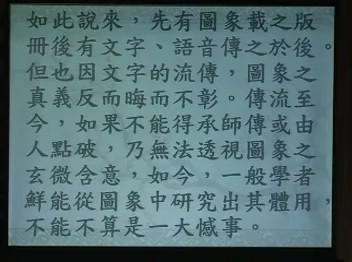 如此說來，先有圖象載之版
冊後有文字、語音傳之於後。
但也因文字的流傳，圖象之
真義反而晦而不彰。傳流至
今，如果不能得承師傳或由
人點破，乃無法透視圖象之
玄微含意，如今，一般學者
鮮能從圖象中研究出其體用，
不能不算是一大憾事。